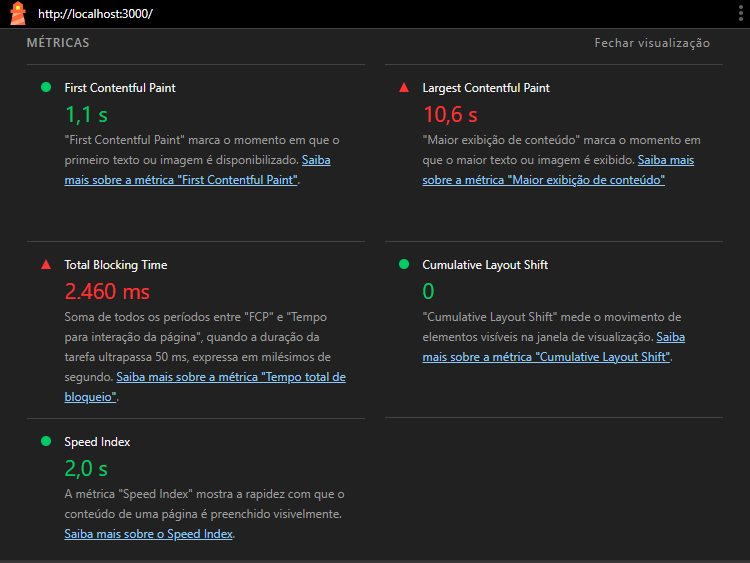 http://localhost:3000/
MÉTRICAS
Fechar visualização
First Contentful Paint
1,1 s
"First Contentful Paint" marca o momento em que o
primeiro texto ou imagem é disponibilizado. Saiba
mais sobre a métrica "First Contentful Paint".
Largest Contentful Paint
10,6 s
"Maior exibição de conteúdo" marca o momento em
que o maior texto ou imagem é exibido. Saiba mais
sobre a métrica "Maior exibição de conteúdo"
Total Blocking Time
2.460 ms
Soma de todos os períodos entre "FCP" e "Tempo
para interação da página", quando a duração da
tarefa ultrapassa 50 ms, expressa em milésimos de
segundo. Saiba mais sobre a métrica "Tempo total de
bloqueio".
Cumulative Layout Shift
0
"Cumulative Layout Shift" mede o movimento de
elementos visíveis na janela de visualização. Saiba
mais sobre a métrica "Cumulative Layout Shift".
Speed Index
2,0 s
A métrica "Speed Index" mostra a rapidez com que o
conteúdo de uma página é preenchido visivelmente.
Saiba mais sobre o Speed Index.